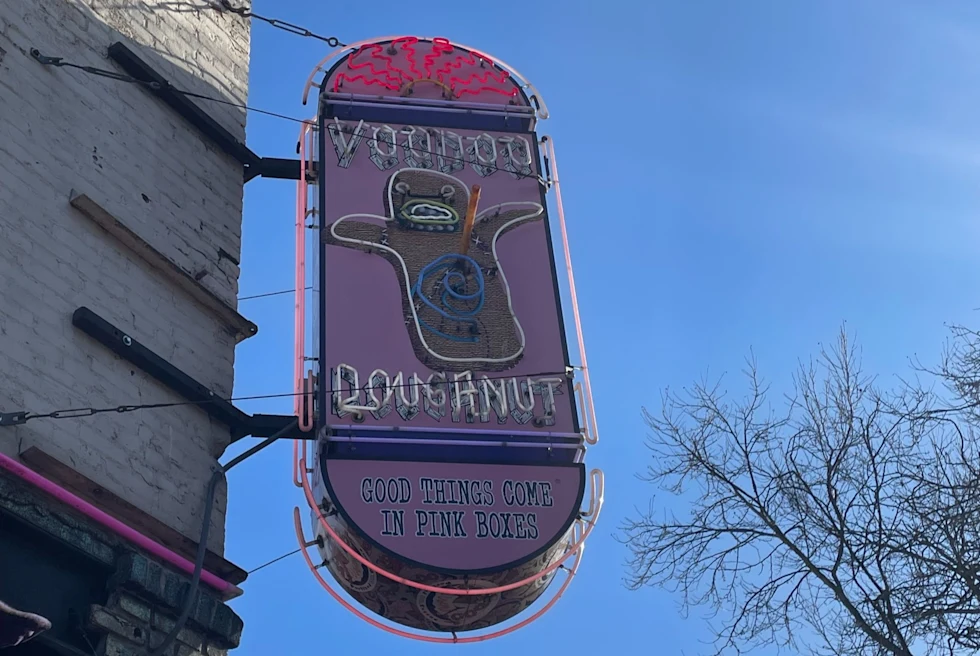 VOODOO
DOUGHNUT
GOOD THINGS COME
IN PINK BOXES